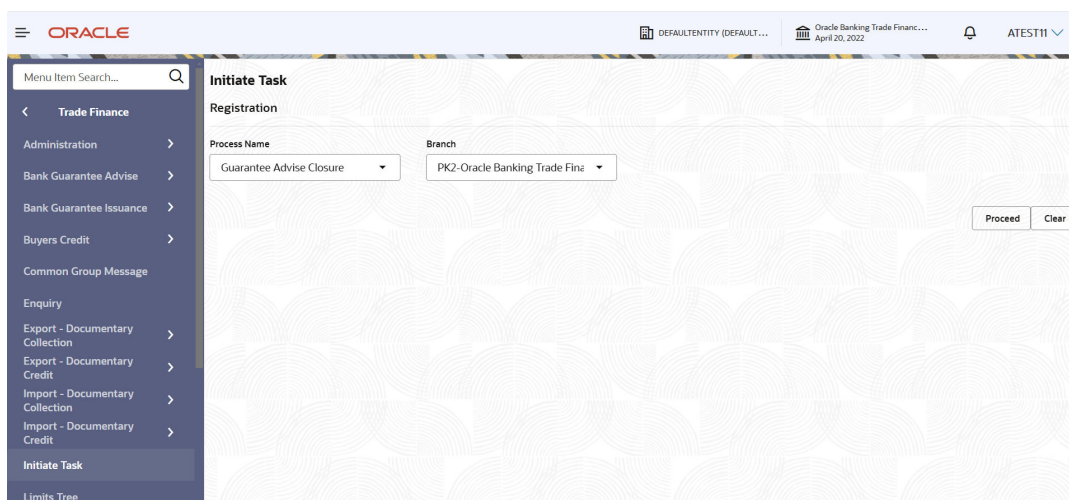 ORACLE
DEFAULTENTITY (DEFAULT...
Oracle Banking Trade Financ...
April 20, 2022
ATEST11
Menu Item Search...
Trade Finance
Administration
Bank Guarantee Advise
Bank Guarantee Issuance
Buyers Credit
Common Group Message
Enquiry
Export - Documentary
Collection
Export - Documentary
Credit
Import - Documentary
Collection
Import - Documentary
Credit
Initiate Task
Limits Tree
Initiate Task
Registration
Process Name
Branch
Guarantee Advise Closure
PK2-Oracle Banking Trade Fina
Proceed
Clear